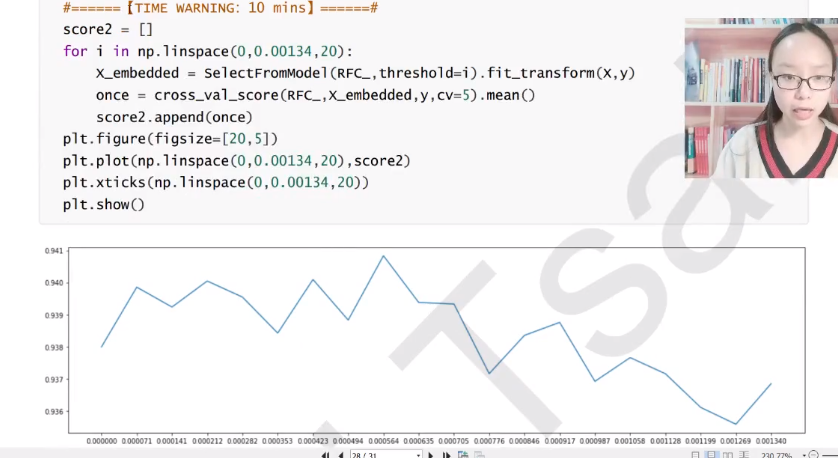 #======【TIME WARNING: 10 mins】======#
score2 = []
for i in np.linspace(0,0.00134,20):
X_embedded = SelectFromModel(RFC_,threshold=i).fit_transform(X,y)
once = cross_val_score(RFC_,X_embedded,y,cv=5).mean()
score2.append(once)
plt.figure(figsize=[20,5])
plt.plot(np.linspace(0,0.00134,20),score2)
plt.xticks(np.linspace(0,0.00134,20))
plt.show()
0.941
0.940
0.939
0.938
0.937
0.936
0.000000 0.000071 0.000141 0.000212 0.000282 0.000353 0.000423 0.000494 0.000564 0.000635 0.000705 0.000776 0.000846 0.000917 0.000987 0.001058 0.001128 0.001199 0.001269 0.001340
Tsai
28 / 31
230.77%